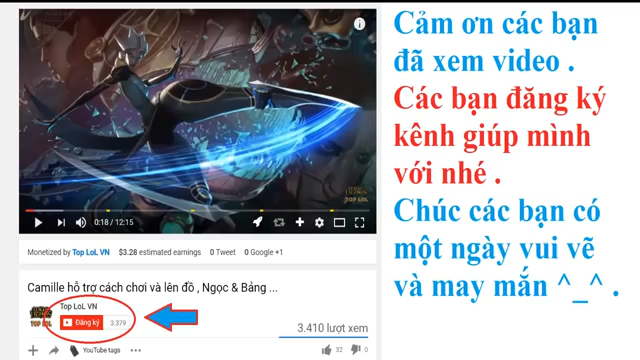 TOP LOL
0:18 / 12:15
Monetized by Top LoL VN $3.28 estimated earnings 0 Tweet 0 Google +1
Camille hỗ trợ cách chơi và lên đồ , Ngọc & Bảng ...
TOP LOL
Top LoL VN
Đăng ký 3.379
3.410 lượt xem
YouTube tags
32 0
Cảm ơn các bạn
đã xem video .
Các bạn đăng ký
kênh giúp mình
với nhé .
Chúc các bạn có
một ngày vui vẽ
và may mắn ^_^ .